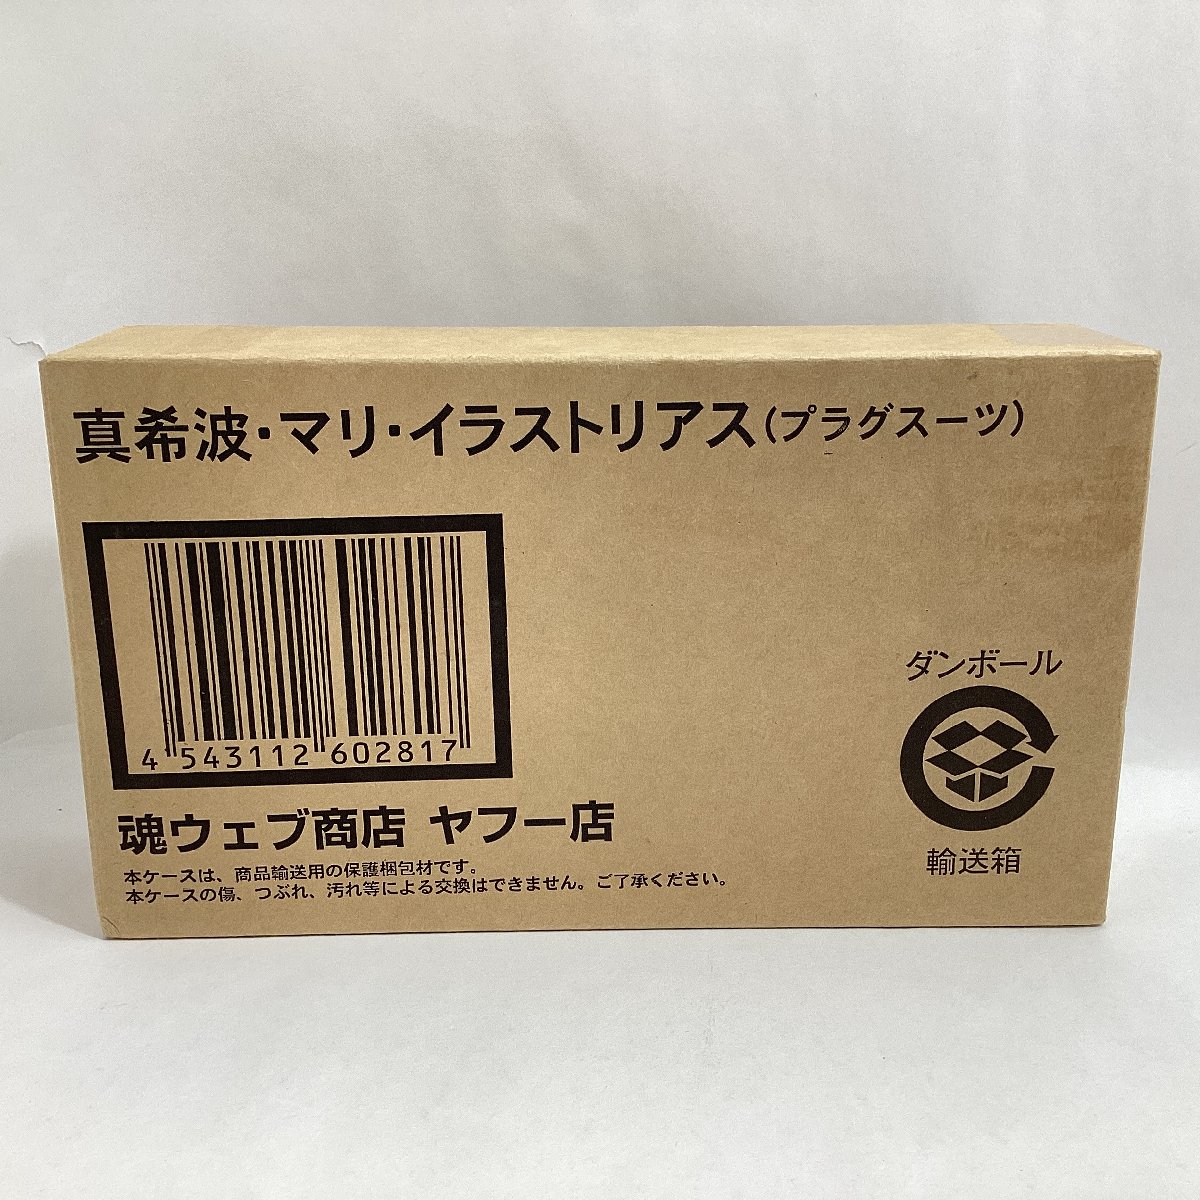 真希波・マリ・イラストリアス(プラグスーツ)
4 543112 602817
魂ウェブ商店 ヤフー店
本ケースは、商品輸送用の保護梱包材です。
本ケースの傷、つぶれ、汚れ等による交換はできません。ご了承ください。
ダンボール
輸送箱